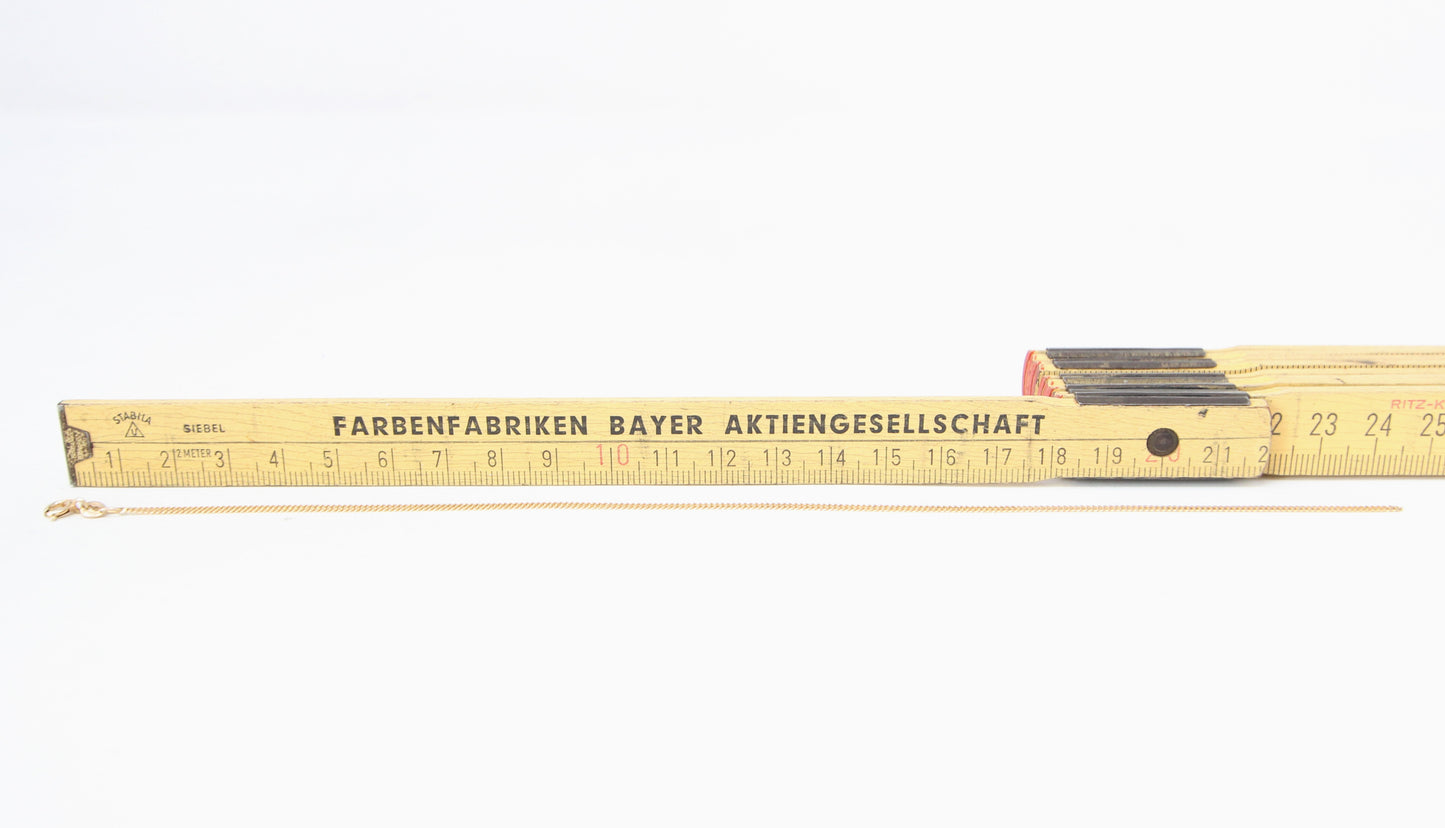 STABILA
SIEBEL
FARBENFABRIKEN BAYER AKTIENGESELLSCHAFT
RITZ-K
1 2 2 METER 3 4 5 6 7 8 9 10 11 12 13 14 15 16 17 18 19 20 21 2
2 23 24 25